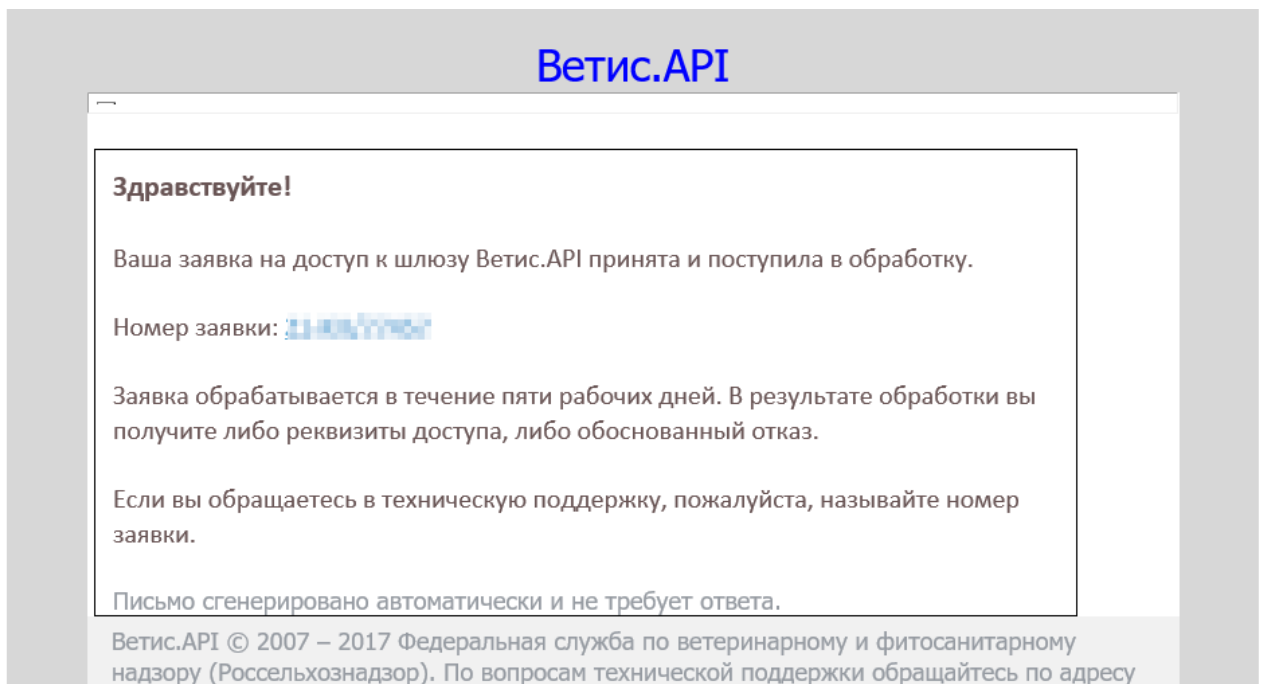 Ветис.API
Здравствуйте!
Ваша заявка на доступ к шлюзу Ветис.API принята и поступила в обработку.
Номер заявки:
Заявка обрабатывается в течение пяти рабочих дней. В результате обработки вы
получите либо реквизиты доступа, либо обоснованный отказ.
Если вы обращаетесь в техническую поддержку, пожалуйста, называйте номер
заявки.
Письмо сгенерировано автоматически и не требует ответа.
Ветис.API © 2007 – 2017 Федеральная служба по ветеринарному и фитосанитарному
надзору (Россельхознадзор). По вопросам технической поддержки обращайтесь по адресу